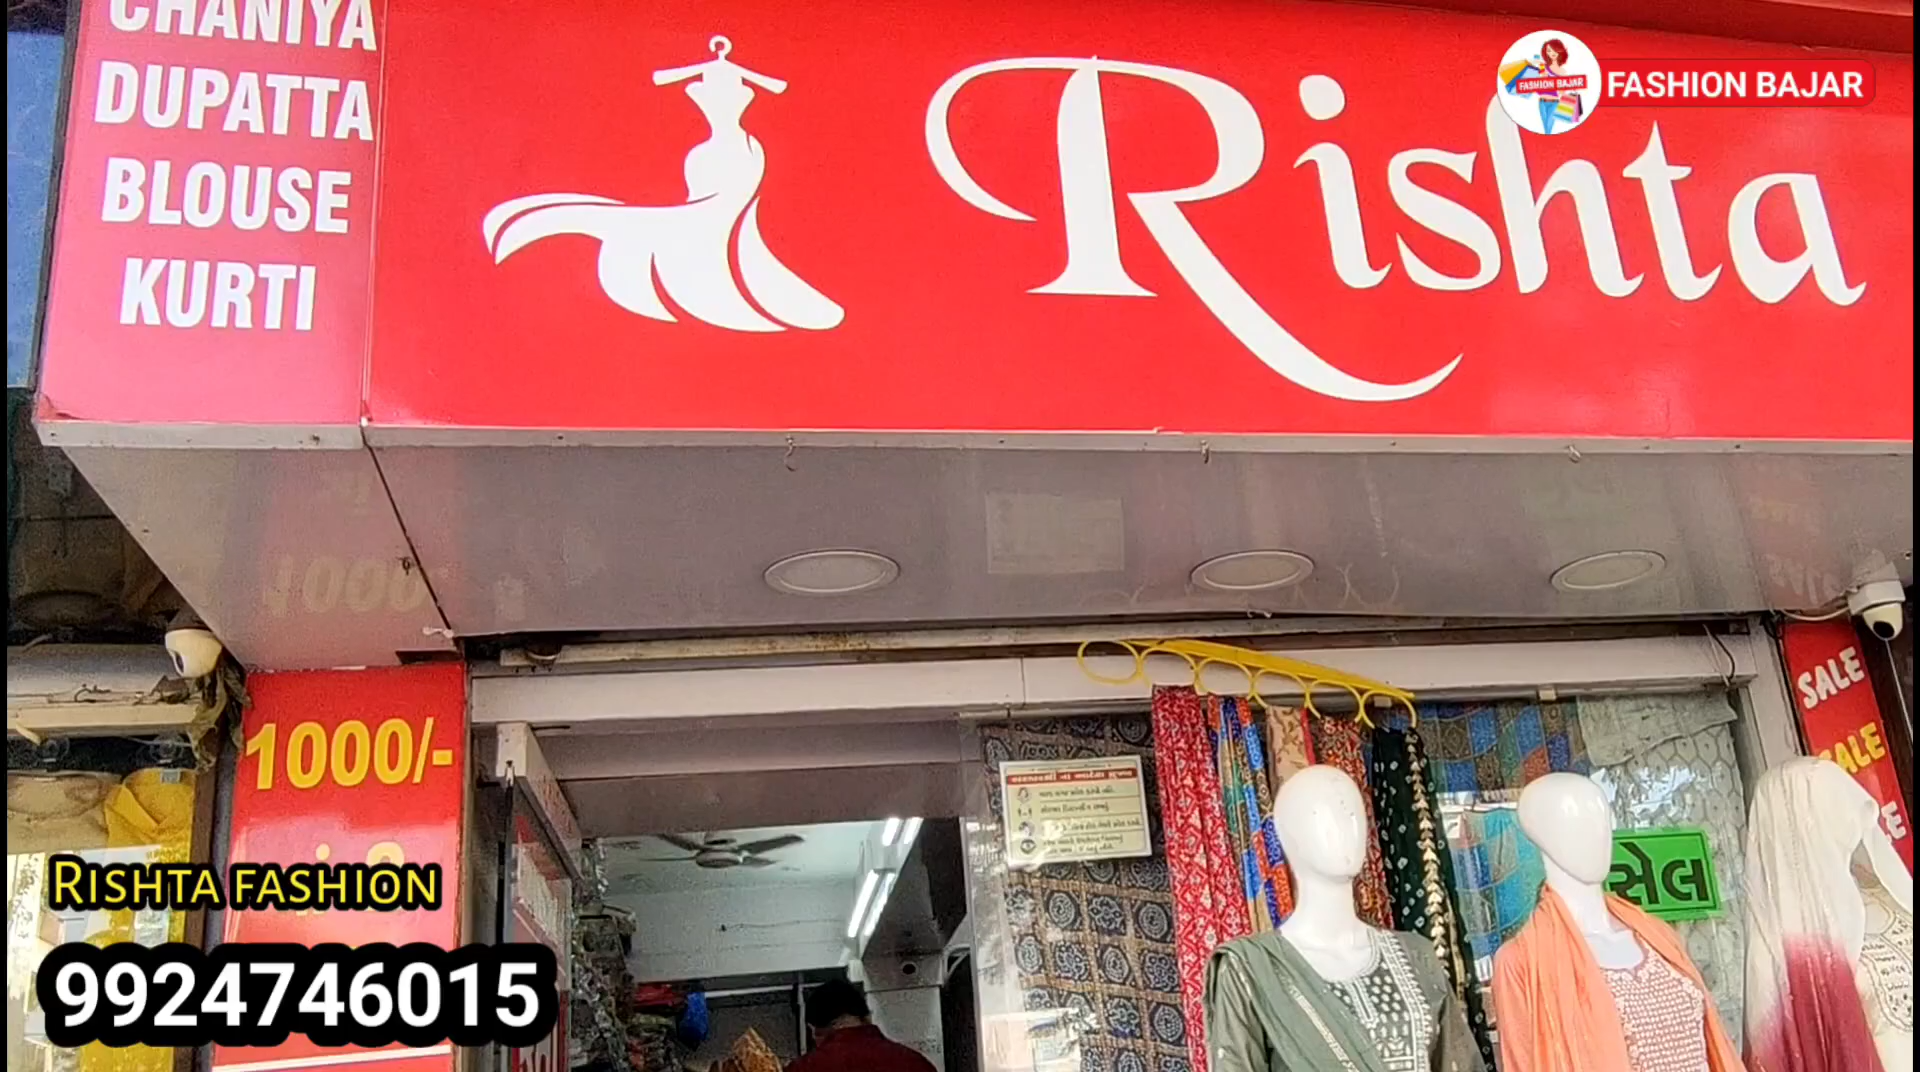 CHANIYA
DUPATTA
BLOUSE
KURTI
Rishta
FASHION BAJAR
FASHION BAJAR
1000/-
SALE
SALE
સેલ
RISHTA FASHION
9924746015